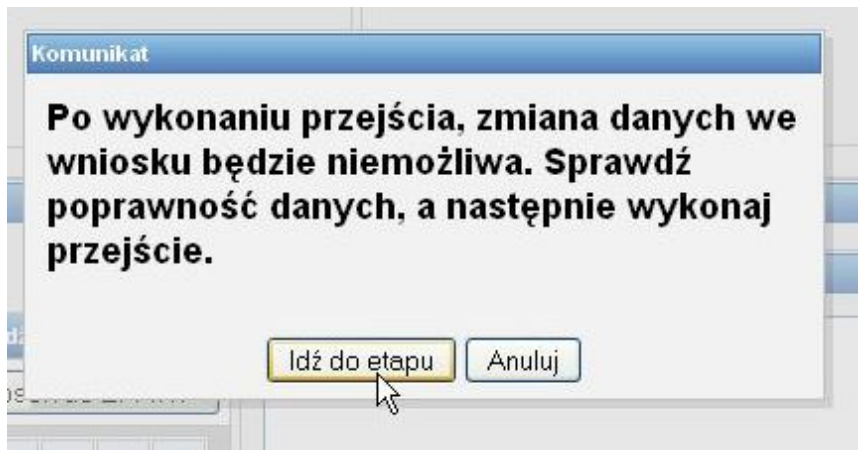 Komunikat
Po wykonaniu przejścia, zmiana danych we
wniosku będzie niemożliwa. Sprawdź
poprawność danych, a następnie wykonaj
przejście.
Idź do etapu
Anuluj